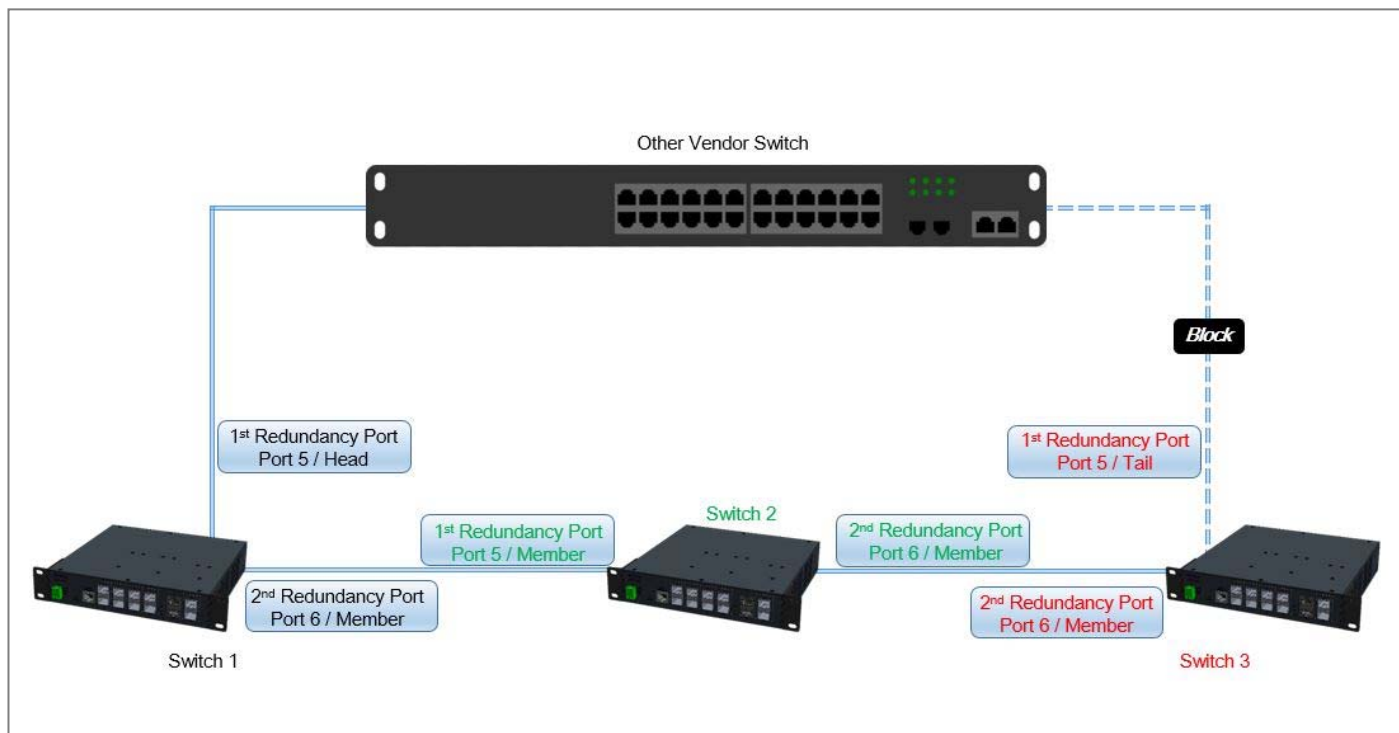 Other Vendor Switch
Block
1st Redundancy Port
Port 5 / Head
1st Redundancy Port
Port 5 / Tail
Switch 2
1st Redundancy Port
Port 5 / Member
2nd Redundancy Port
Port 6 / Member
2nd Redundancy Port
Port 6 / Member
2nd Redundancy Port
Port 6 / Member
Switch 1
Switch 3